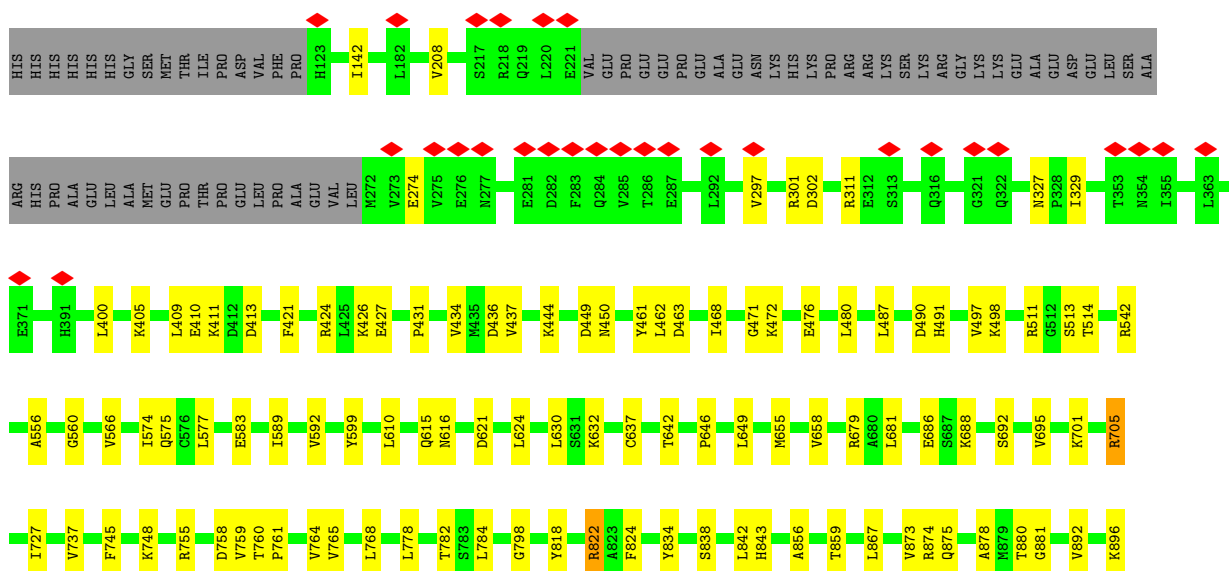 HIS HIS HIS HIS HIS HIS GLY SER MET THR ILE PRO ASP VAL PHE PRO H123 I142 L182 V208 S217 R218 Q219 L220 E221 VAL GLU PRO GLU GLU PRO GLU ALA GLU ASN LYS HIS LYS PRO ARG ARG LYS SER LYS ARG GLY LYS LYS GLU ALA GLU ASP GLU LEU SER ALA
ARG HIS PRO ALA GLU LEU ALA MET GLU PRO THR PRO GLU LEU PRO ALA GLU VAL LEU M272 V273 E274 V275 E276 N277 E281 D282 F283 Q284 V285 T286 E287 L292 V297 R301 D302 R311 E312 S313 Q316 G321 Q322 N327 P328 I329 T353 N354 I355 L363
E371 H391 L400 K405 L409 E410 K411 D412 D413 F421 R424 L425 K426 E427 P431 V434 M435 D436 V437 K444 D449 N450 Y461 L462 D463 I468 G471 K472 E476 L480 L487 D490 H491 V497 K498 R511 G512 S513 T514 R542
A556 G560 V566 I574 Q575 C576 L577 E583 I589 V592 Y599 L610 Q615 N616 D621 L624 L630 S631 K632 C637 T642 P646 L649 M655 V658 R679 A680 L681 E686 S687 K688 S692 V695 K701 R705
I727 V737 F745 K748 R755 D758 V759 T760 P761 V764 V765 L768 L778 T782 S783 L784 G798 Y818 R822 A823 F824 Y834 S838 L842 H843 A856 T859 L867 V873 R874 Q875 A878 M879 T880 G881 V892 K896